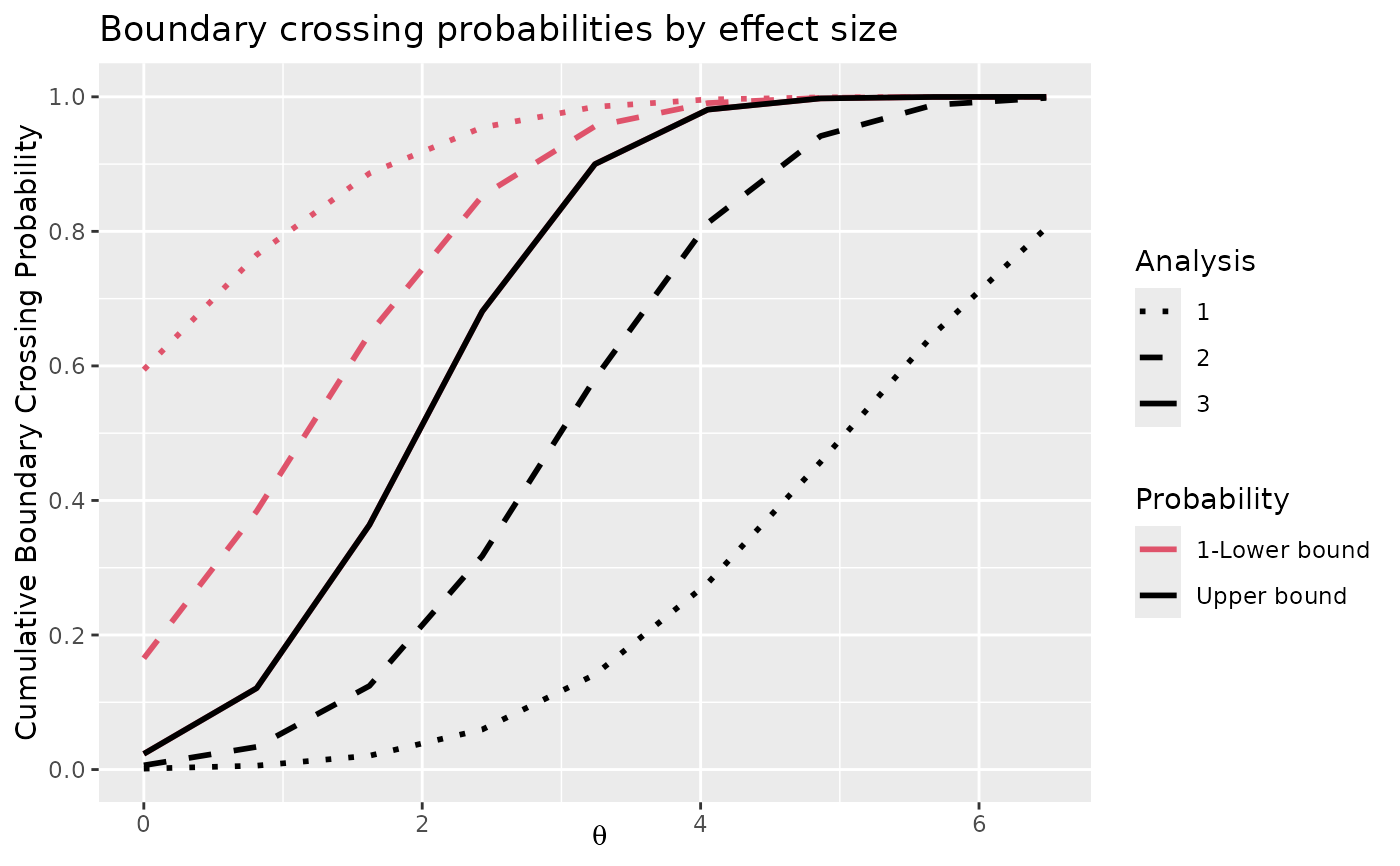 Boundary crossing probabilities by effect size
Cumulative Boundary Crossing Probability
1.0
0.8
0.6
0.4
0.2
0.0
0
2
4
6
θ
Analysis
1
2
3
Probability
1-Lower bound
Upper bound